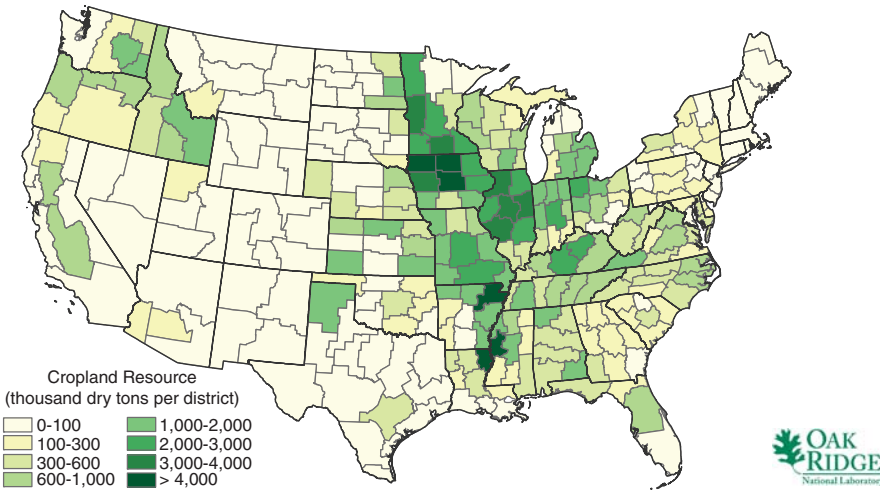 Cropland Resource
(thousand dry tons per district)
0-100
100-300
300-600
600-1,000
1,000-2,000
2,000-3,000
3,000-4,000
> 4,000
OAK
RIDGE
National Laboratory